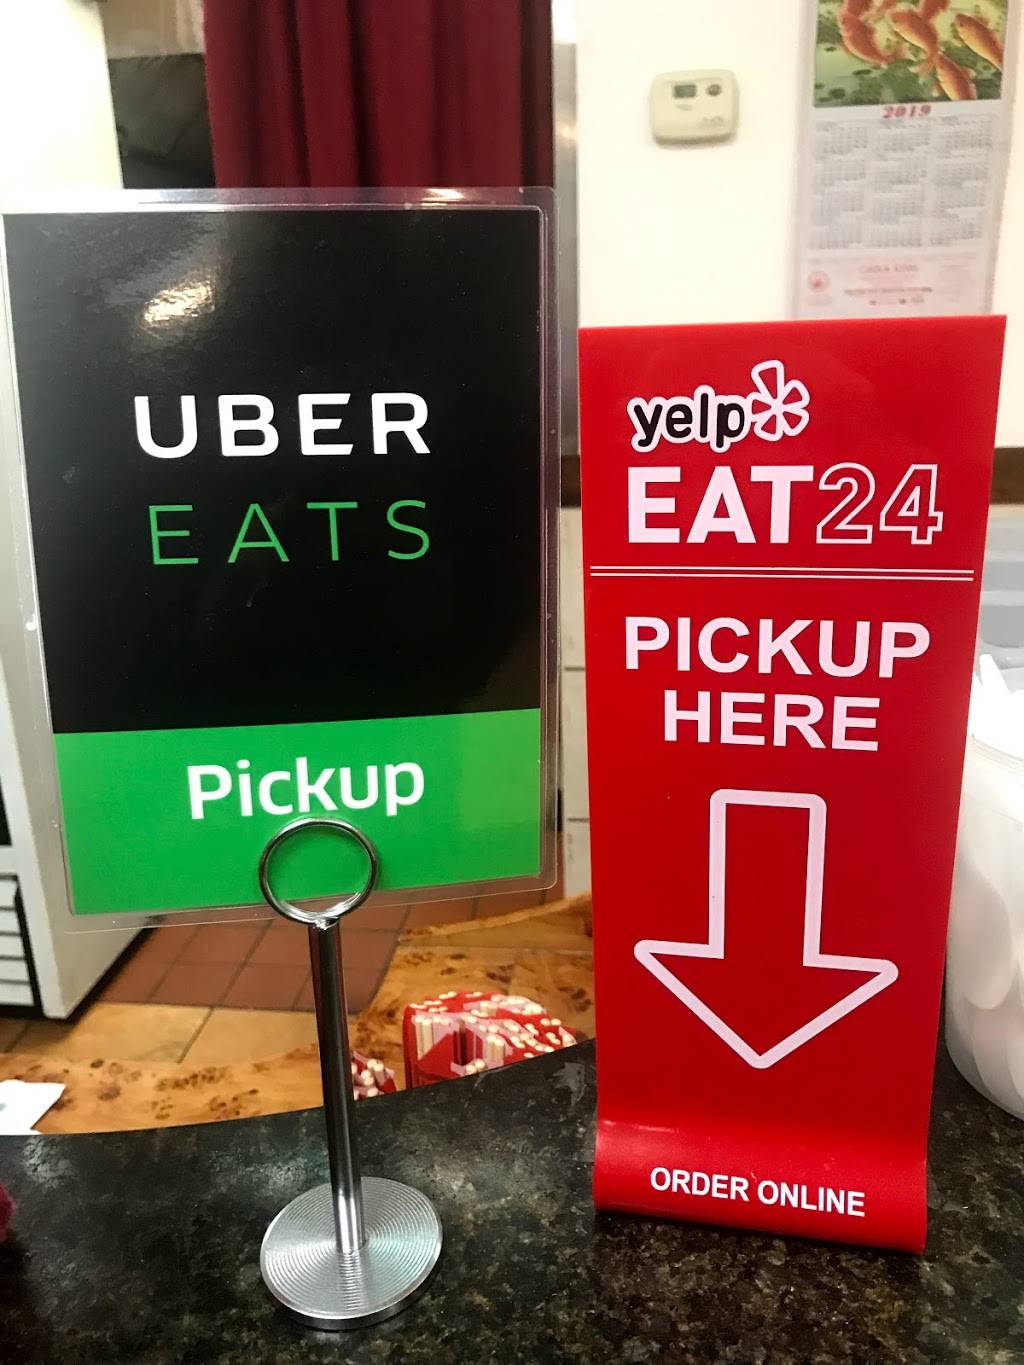 UBER
EATS
Pickup
2019
yelp
EAT24
PICKUP
HERE
ORDER ONLINE